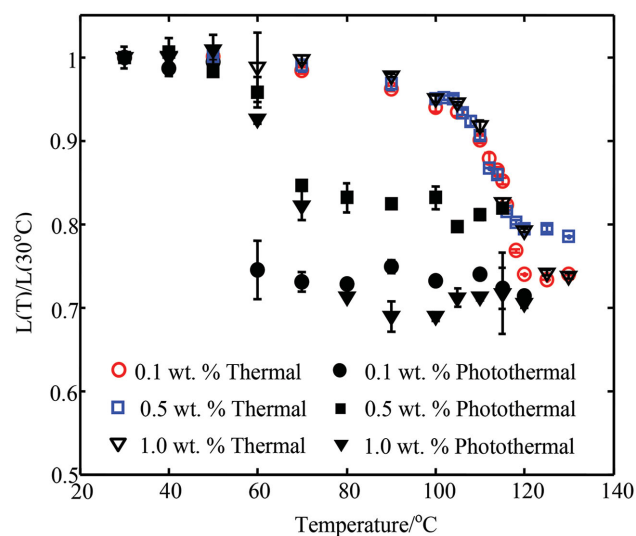 L(T)/L(30°C)
1
0.9
0.8
0.7
0.6
0.5
0.1 wt. % Thermal
0.1 wt. % Photothermal
0.5 wt. % Thermal
0.5 wt. % Photothermal
1.0 wt. % Thermal
1.0 wt. % Photothermal
20 40 60 80 100 120 140
Temperature/°C